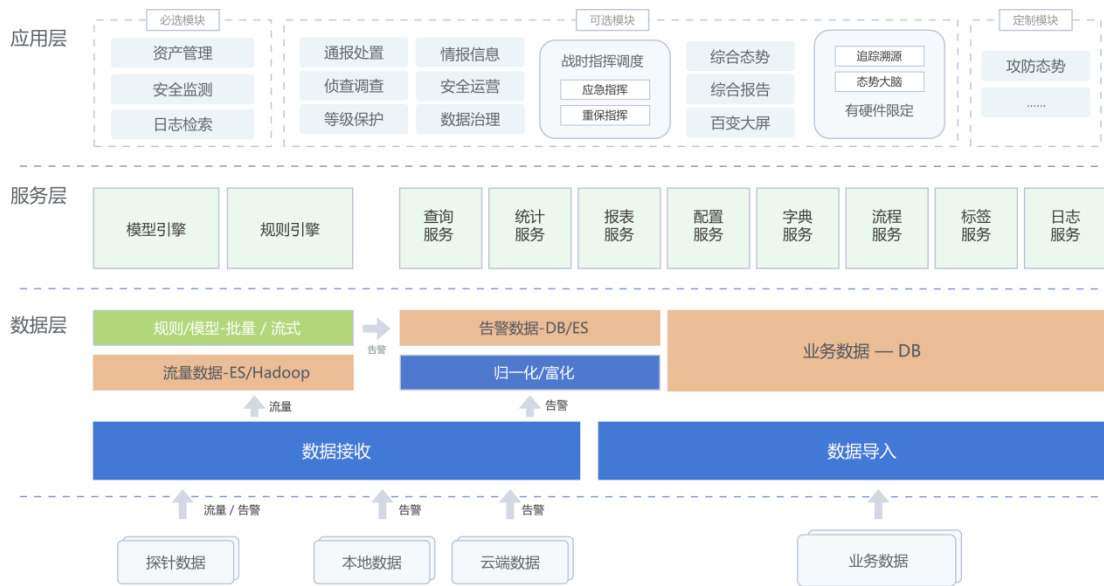 必选模块
可选模块
定制模块
应用层
资产管理
安全监测
日志检索
通报处置
情报信息
侦查调查
安全运营
等级保护
数据治理
战时指挥调度
应急指挥
重保指挥
综合态势
综合报告
百变大屏
追踪溯源
态势大脑
有硬件限定
攻防态势
......
服务层
模型引擎
规则引擎
查询
服务
统计
服务
报表
服务
配置
服务
字典
服务
流程
服务
标签
服务
日志
服务
数据层
规则/模型-批量 / 流式
告警
告警数据-DB/ES
业务数据 — DB
流量数据-ES/Hadoop
归一化/富化
流量
告警
数据接收
数据导入
流量 / 告警
告警
告警
探针数据
本地数据
云端数据
业务数据